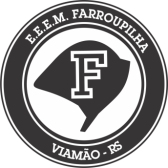 E.E.E.M. FARROUPILHA
F
VIAMÃO - RS